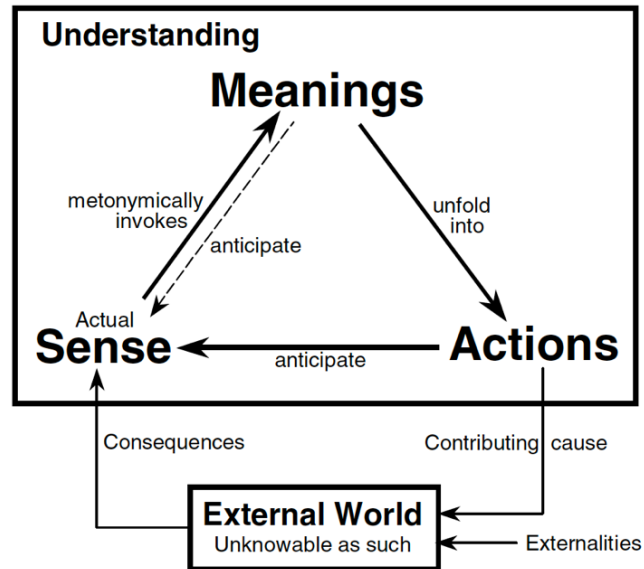 Understanding
Meanings
metonymically
invokes
anticipate
unfold
into
Actual
Sense
anticipate
Actions
Consequences
Contributing cause
External World
Unknowable as such
Externalities